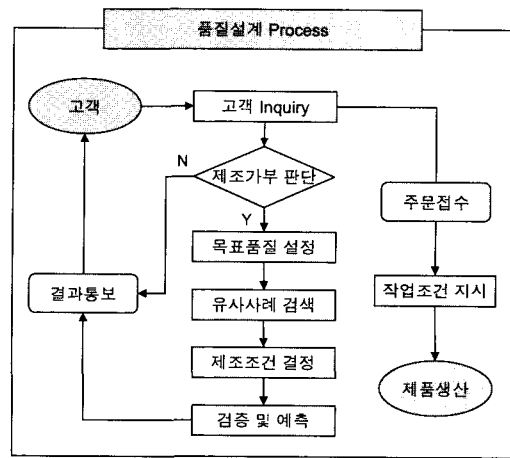 품질설계 Process
고객
고객 Inquiry
N
제조가부 판단
Y
주문접수
목표품질 설정
결과통보
유사사례 검색
작업조건 지시
제조조건 결정
제품생산
검증 및 예측